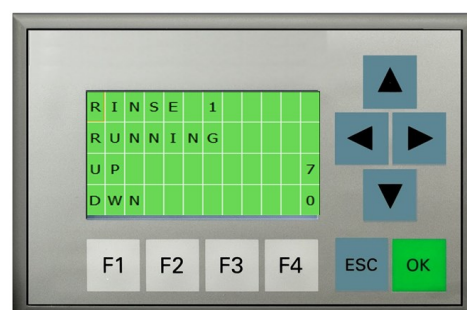 RINSE 1
RUNNING
UP 7
DWN 0
F1 F2 F3 F4 ESC OK